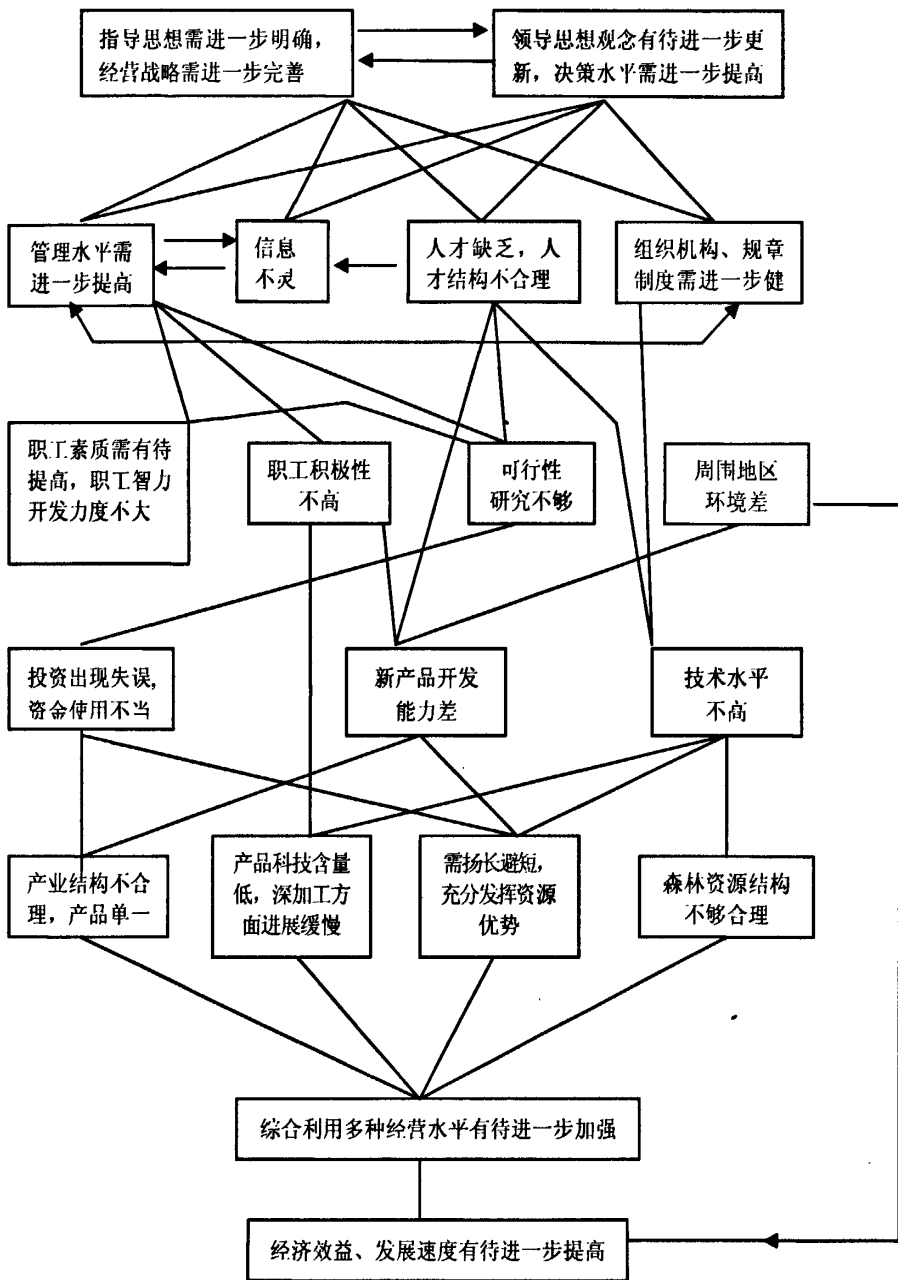 指导思想需进一步明确，
经营战略需进一步完善
领导思想观念有待进一步更
新，决策水平需进一步提高
管理水平需
进一步提高
信息
不灵
人才缺乏，人
才结构不合理
组织机构、规章
制度需进一步健
职工素质需有待
提高，职工智力
开发力度不大
职工积极性
不高
可行性
研究不够
周围地区
环境差
投资出现失误,
资金使用不当
新产品开发
能力差
技术水平
不高
产业结构不合
理，产品单一
产品科技含量
低，深加工方
面进展缓慢
需扬长避短，
充分发挥资源
优势
森林资源结构
不够合理
综合利用多种经营水平有待进一步加强
经济效益、发展速度有待进一步提高